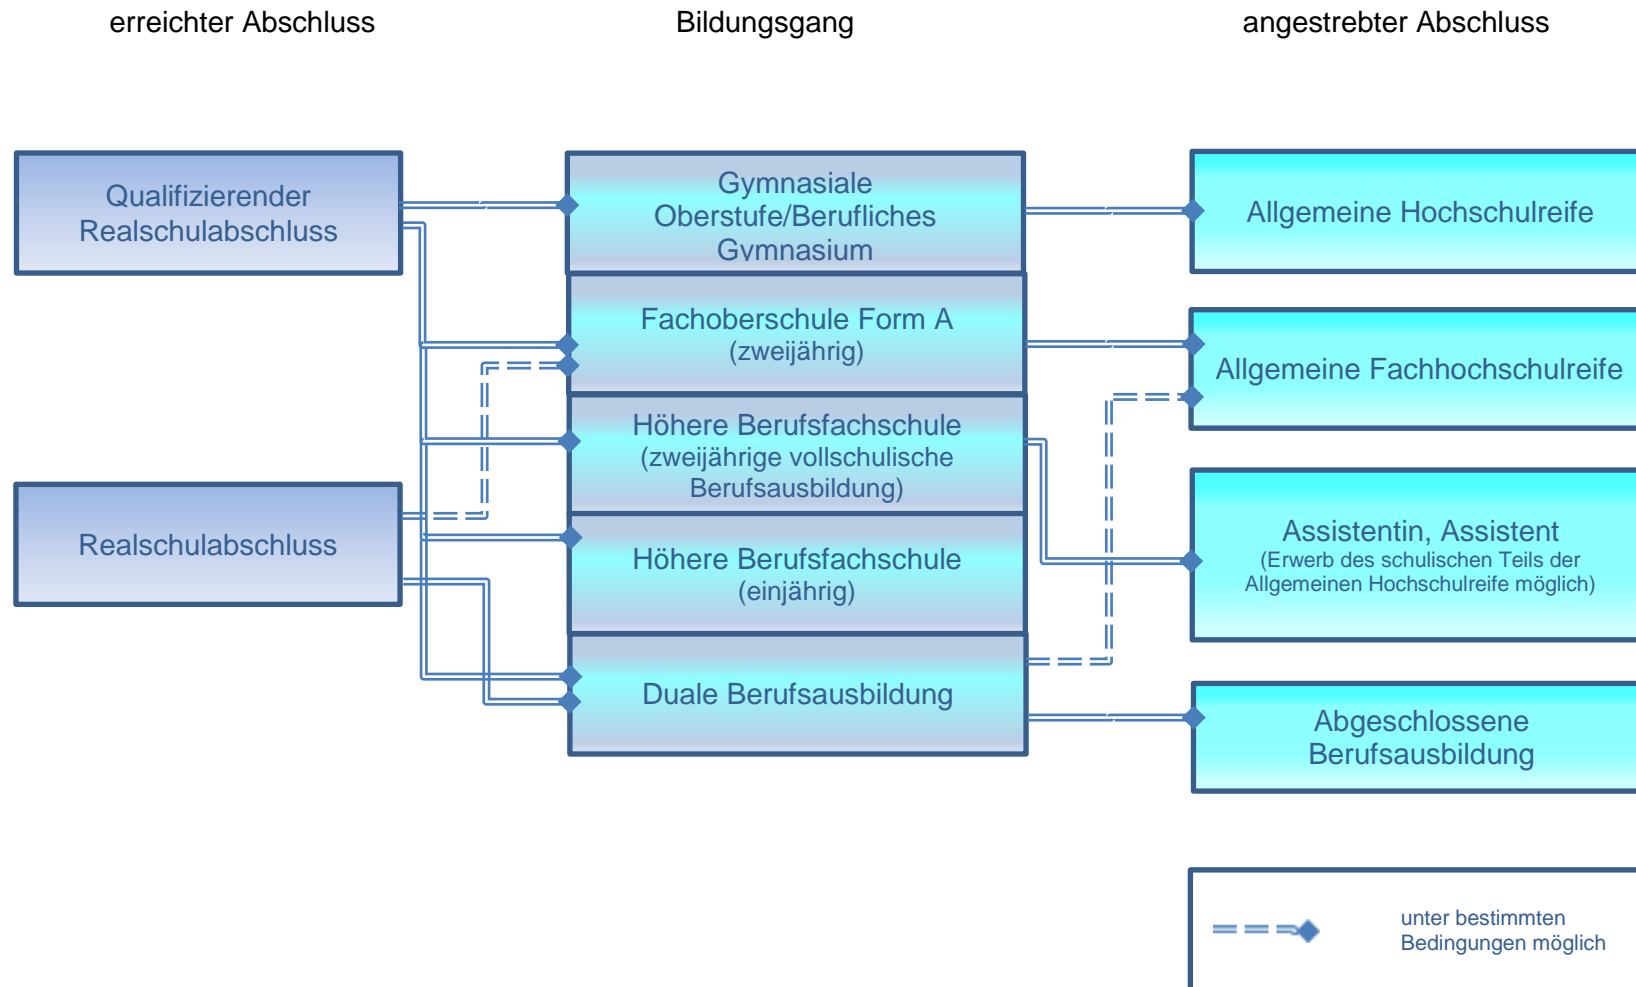 erreichter Abschluss
Bildungsgang
angestrebter Abschluss
Qualifizierender
Realschulabschluss
Realschulabschluss
Gymnasiale
Oberstufe/Berufliches
Gymnasium
Fachoberschule Form A
(zweijährig)
Höhere Berufsfachschule
(zweijährige vollschulische
Berufsausbildung)
Höhere Berufsfachschule
(einjährig)
Duale Berufsausbildung
Allgemeine Hochschulreife
Allgemeine Fachhochschulreife
Assistentin, Assistent
(Erwerb des schulischen Teils der
Allgemeinen Hochschulreife möglich)
Abgeschlossene
Berufsausbildung
unter bestimmten
Bedingungen möglich